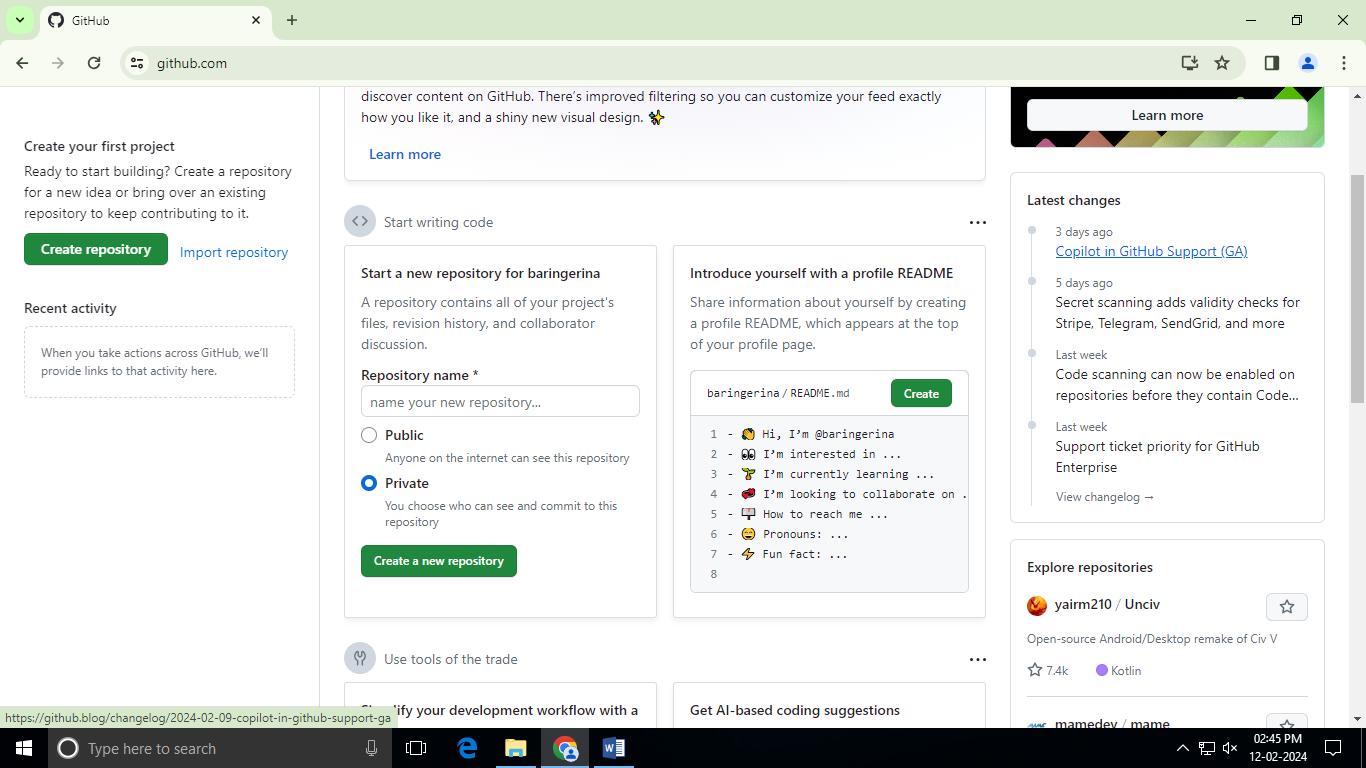 GitHub
github.com
discover content on GitHub. There's improved filtering so you can customize your feed exactly
how you like it, and a shiny new visual design. ✨
Learn more
Create your first project
Ready to start building? Create a repository
for a new idea or bring over an existing
repository to keep contributing to it.
Create repository
Import repository
Recent activity
When you take actions across GitHub, we'll
provide links to that activity here.
Start writing code
Start a new repository for baringerina
A repository contains all of your project's
files, revision history, and collaborator
discussion.
Repository name *
name your new repository...
Public
Anyone on the internet can see this repository
Private
You choose who can see and commit to this
repository
Create a new repository
Introduce yourself with a profile README
Share information about yourself by creating
a profile README, which appears at the top
of your profile page.
baringerina / README.md
Create
1 - 👋 Hi, I'm @baringerina
2 - 👀 I'm interested in ...
3 - 🌱 I'm currently learning ...
4 - 💞️ I'm looking to collaborate on .
5 - 📫 How to reach me ...
6 - 😄 Pronouns: ...
7 - ⚡ Fun fact: ...
8
Use tools of the trade
your development workflow with a
Get AI-based coding suggestions
Learn more
Latest changes
3 days ago
Copilot in GitHub Support (GA)
5 days ago
Secret scanning adds validity checks for
Stripe, Telegram, SendGrid, and more
Last week
Code scanning can now be enabled on
repositories before they contain Code...
Last week
Support ticket priority for GitHub
Enterprise
View changelog →
Explore repositories
yairm210 / Unciv
Open-source Android/Desktop remake of Civ V
7.4k
Kotlin
mamedev / mame
https://github.blog/changelog/2024-02-09-copilot-in-github-support-ga
Type here to search
02:45 PM
12-02-2024